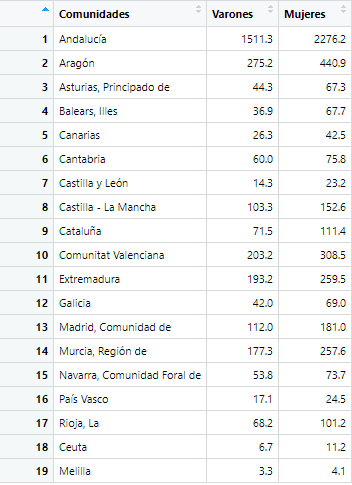 Comunidades Varones Mujeres
1 Andalucía 1511.3 2276.2
2 Aragón 275.2 440.9
3 Asturias, Principado de 44.3 67.3
4 Balears, Illes 36.9 67.7
5 Canarias 26.3 42.5
6 Cantabria 60.0 75.8
7 Castilla y León 14.3 23.2
8 Castilla - La Mancha 103.3 152.6
9 Cataluña 71.5 111.4
10 Comunitat Valenciana 203.2 308.5
11 Extremadura 193.2 259.5
12 Galicia 42.0 69.0
13 Madrid, Comunidad de 112.0 181.0
14 Murcia, Región de 177.3 257.6
15 Navarra, Comunidad Foral de 53.8 73.7
16 País Vasco 17.1 24.5
17 Rioja, La 68.2 101.2
18 Ceuta 6.7 11.2
19 Melilla 3.3 4.1